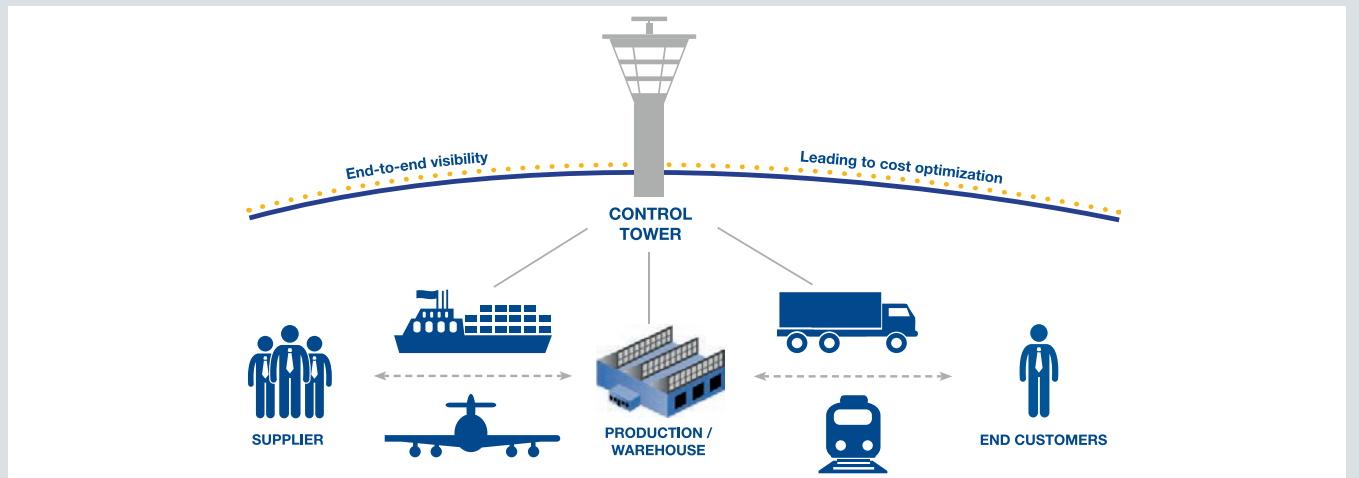 End-to-end visibility
Leading to cost optimization
CONTROL
TOWER
SUPPLIER
PRODUCTION /
WAREHOUSE
END CUSTOMERS